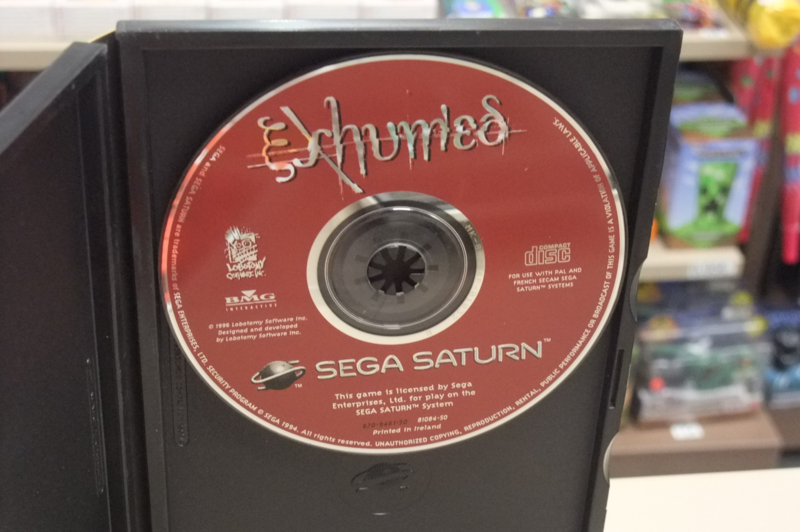 Exhumed
LOBOTOMY
SOFTWARE, INC.
BMG
INTERACTIVE
© 1996 Lobotomy Software Inc.
Designed and developed
by Lobotomy Software Inc.
COMPACT
disc
FOR USE WITH PAL AND
FRENCH SECAM SEGA
SATURN™ SYSTEMS
SEGA SATURN™
TM
This game is licensed by Sega
Enterprises, Ltd. for play on the
SEGA SATURN™ System
81084-50
Printed in Ireland
SEGA and SEGA SATURN are trademarks of SEGA ENTERPRISES, LTD. SECURITY PROGRAM © SEGA 1994. All rights reserved. UNAUTHORIZED COPYING, REPRODUCTION, RENTAL, PUBLIC PERFORMANCE OR BROADCAST OF THIS GAME IS A VIOLATION OF APPLICABLE LAWS.